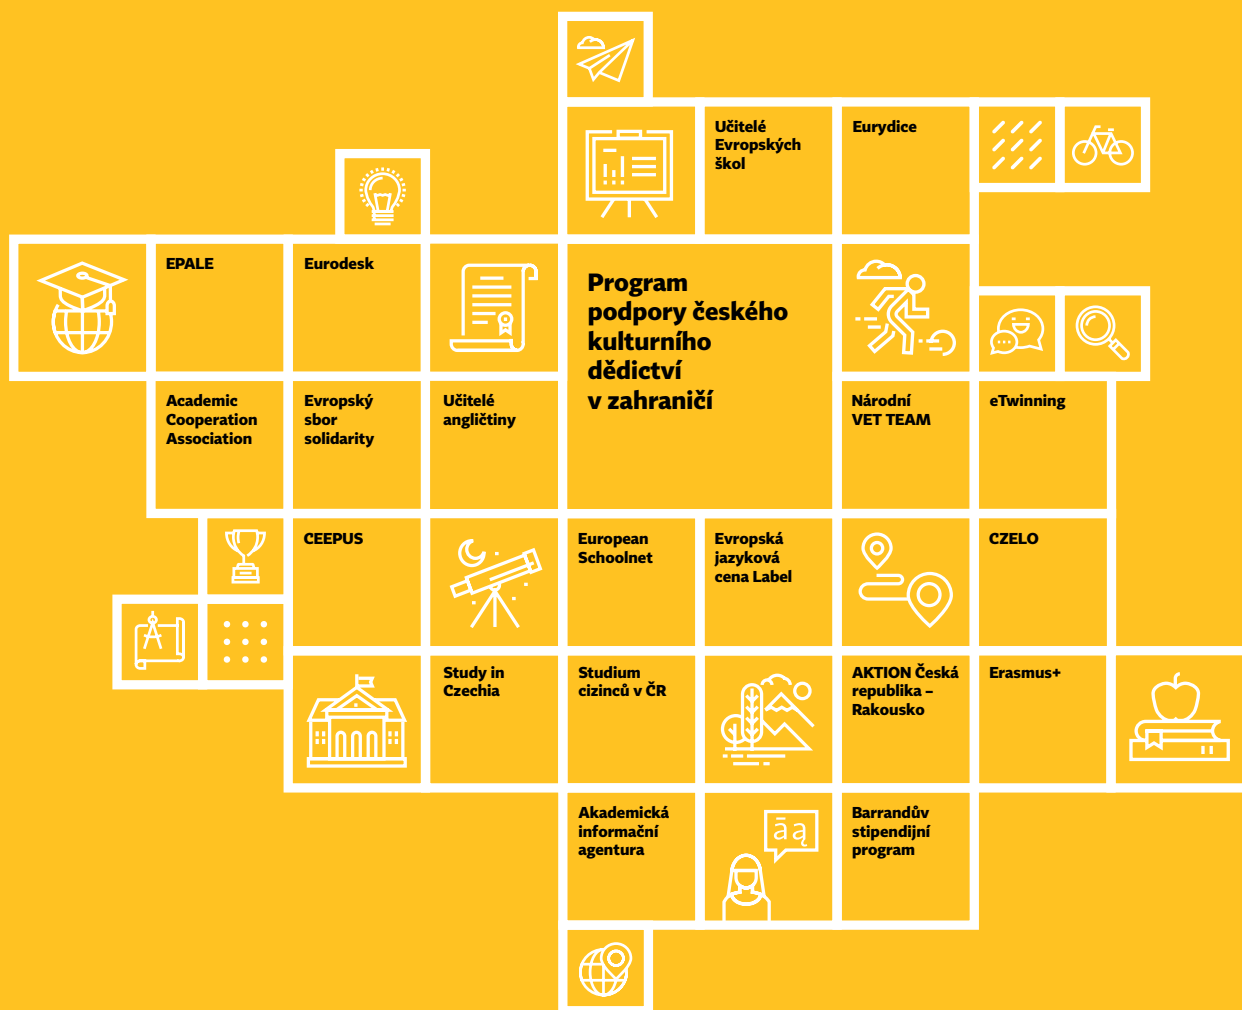 Učitelé
Evropských
škol
Eurydice
EPALE
Eurodesk
Program
podpory českého
kulturního
dědictví
v zahraničí
Academic
Cooperation
Association
Evropský
sbor
solidarity
Učitelé
angličtiny
Národní
VET TEAM
eTwinning
CEEPUS
European
Schoolnet
Evropská
jazyková
cena Label
CZELO
Study in
Czechia
Studium
cizinců v ČR
AKTION Česká
republika –
Rakousko
Erasmus+
Akademická
informační
agentura
āą
Barrandův
stipendijní
program